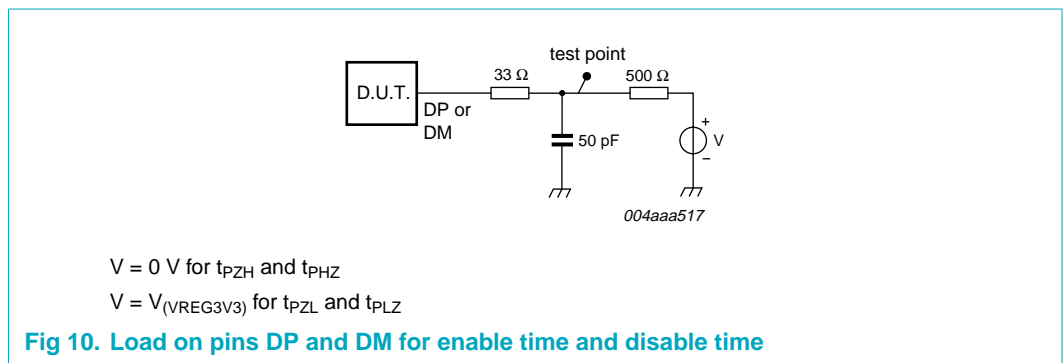 test point
33 Ω
500 Ω
D.U.T.
DP or
DM
50 pF
+
V
−
004aaa517
V = 0 V for tPZH and tPHZ
V = V(VREG3V3) for tPZL and tPLZ
Fig 10. Load on pins DP and DM for enable time and disable time